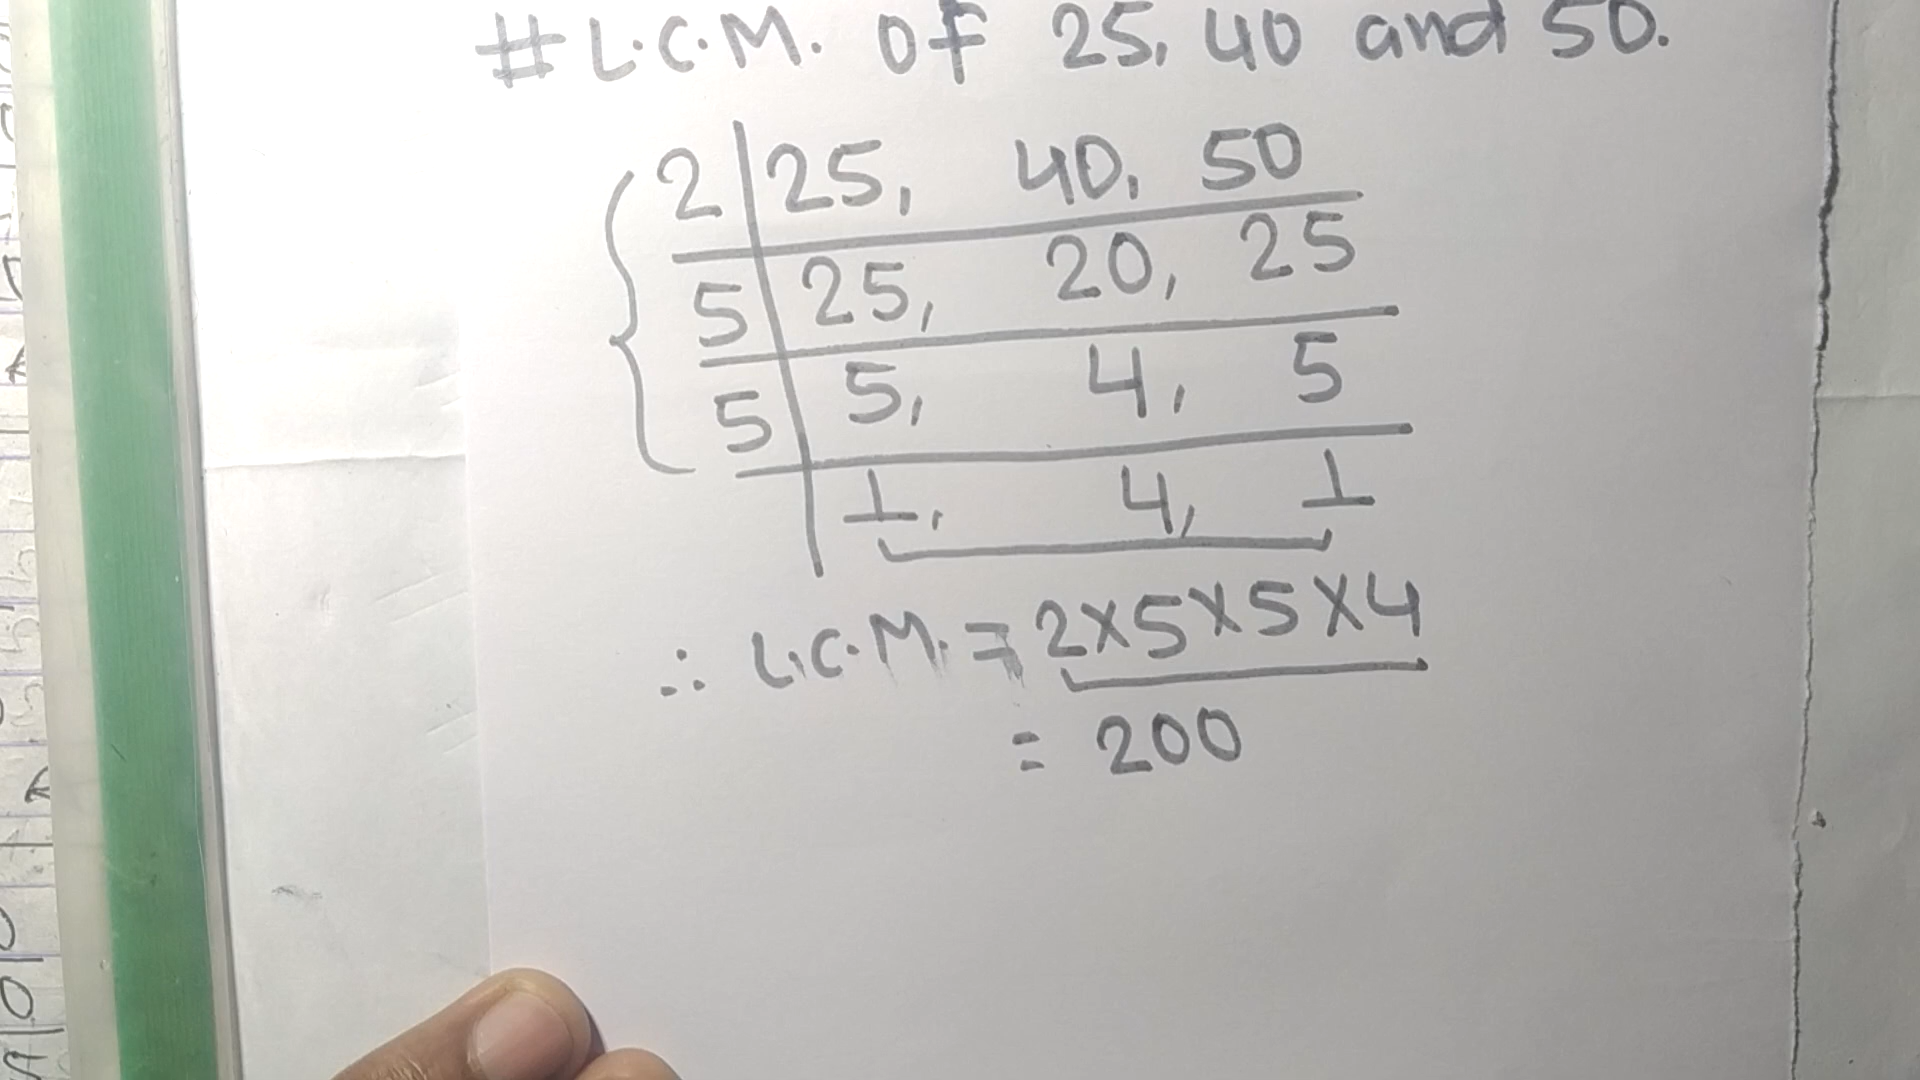 # L.C.M. of 25, 40 and 50.
2 | 25, 40, 50
5 | 25, 20, 25
5 | 5, 4, 5
| 1, 4, 1
∴ L.C.M. = 2×5×5×4
= 200